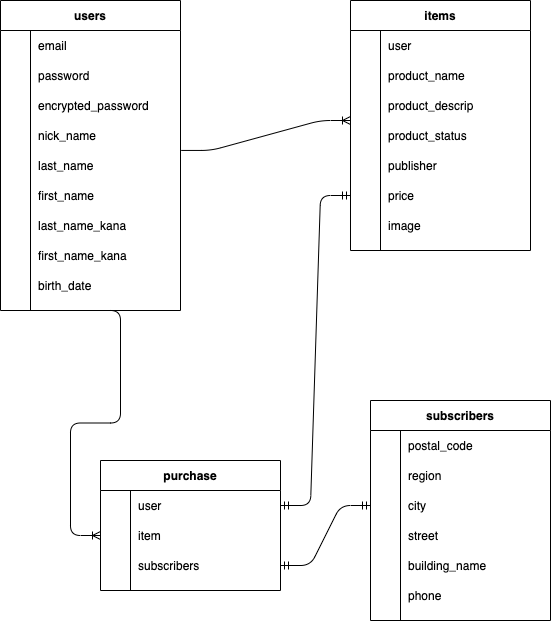 users
email
password
encrypted_password
nick_name
last_name
first_name
last_name_kana
first_name_kana
birth_date
items
user
product_name
product_descrip
product_status
publisher
price
image
purchase
user
item
subscribers
subscribers
postal_code
region
city
street
building_name
phone